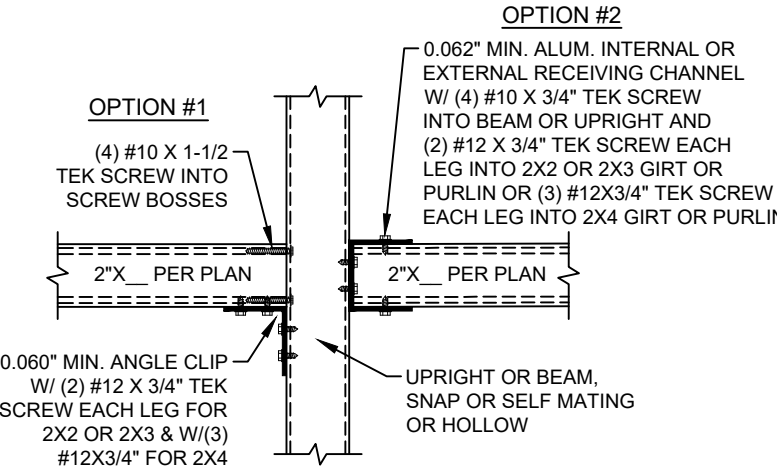 OPTION #2
0.062" MIN. ALUM. INTERNAL OR
EXTERNAL RECEIVING CHANNEL
W/ (4) #10 X 3/4" TEK SCREW
INTO BEAM OR UPRIGHT AND
(2) #12 X 3/4" TEK SCREW EACH
LEG INTO 2X2 OR 2X3 GIRT OR
PURLIN OR (3) #12X3/4" TEK SCREW
EACH LEG INTO 2X4 GIRT OR PURLIN
OPTION #1
(4) #10 X 1-1/2
TEK SCREW INTO
SCREW BOSSES
2"X__ PER PLAN
2"X__ PER PLAN
0.060" MIN. ANGLE CLIP
W/ (2) #12 X 3/4" TEK
SCREW EACH LEG FOR
2X2 OR 2X3 & W/(3)
#12X3/4" FOR 2X4
UPRIGHT OR BEAM,
SNAP OR SELF MATING
OR HOLLOW